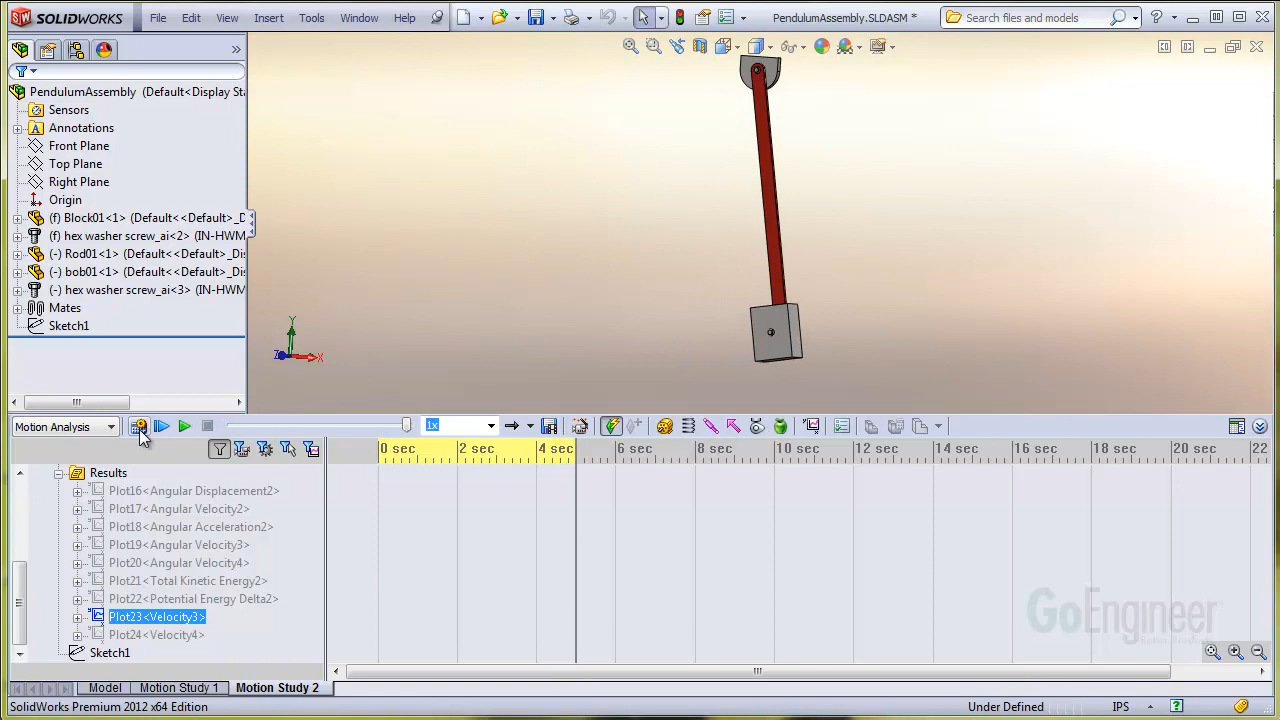 SOLIDWORKS File Edit View Insert Tools Window Help PendulumAssembly.SLDASM * Search files and models
PendulumAssembly (Default<Display Sta
Sensors
Annotations
Front Plane
Top Plane
Right Plane
Origin
(f) Block01<1> (Default<<Default>_D
(f) hex washer screw_ai<2> (IN-HWM
(-) Rod01<1> (Default<<Default>_Dis
(-) bob01<1> (Default<<Default>_Dis
(-) hex washer screw_ai<3> (IN-HWM
Mates
Sketch1
Y
Z X
Motion Analysis 1x
0 sec 2 sec 4 sec 6 sec 8 sec 10 sec 12 sec 14 sec 16 sec 18 sec 20 sec 22
Results
Plot16<Angular Displacement2>
Plot17<Angular Velocity2>
Plot18<Angular Acceleration2>
Plot19<Angular Velocity3>
Plot20<Angular Velocity4>
Plot21<Total Kinetic Energy2>
Plot22<Potential Energy Delta2>
Plot23<Velocity3>
Plot24<Velocity4>
Sketch1
GoEngineer
Model Motion Study 1 Motion Study 2
SolidWorks Premium 2012 x64 Edition Under Defined IPS